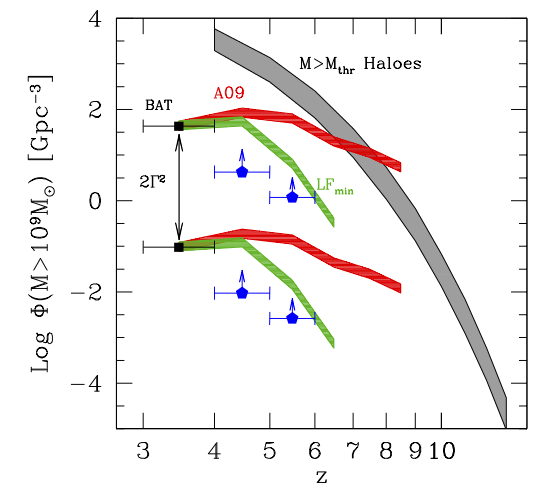 4
2
0
−2
−4
Log Φ(M>10⁹M☉) [Gpc⁻³]
M>Mthr Haloes
A09
BAT
2Γ²
LFmin
3 4 5 6 7 8 9 10
z